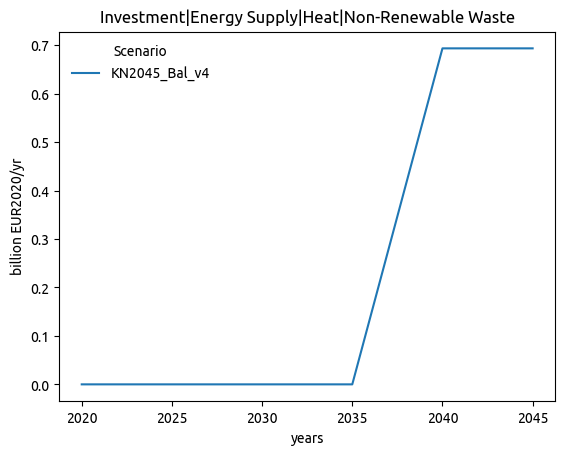 Investment|Energy Supply|Heat|Non-Renewable Waste
Scenario
KN2045_Bal_v4
billion EUR2020/yr
0.7
0.6
0.5
0.4
0.3
0.2
0.1
0.0
2020 2025 2030 2035 2040 2045
years